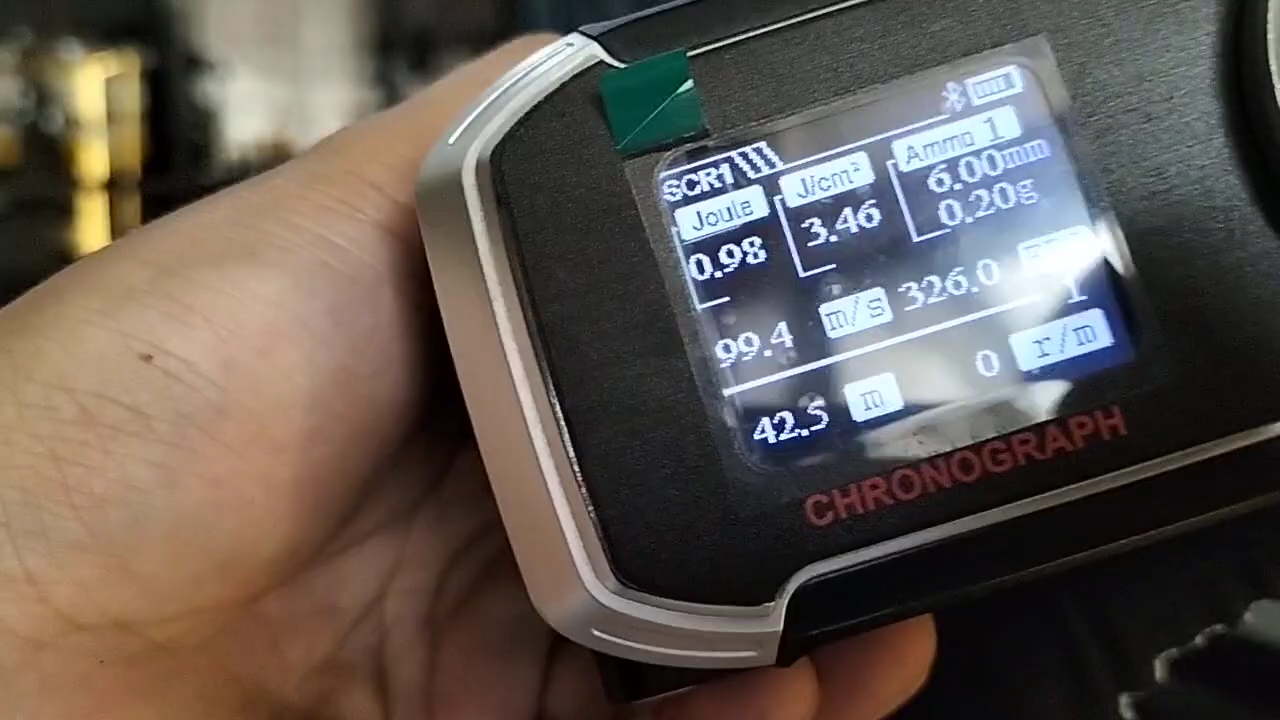 SCR1
Joule J/cm² Ammo 1
0.98 3.46 6.00mm
0.20g
99.4 m/s 326.0
42.5 m 0 r/m
CHRONOGRAPH